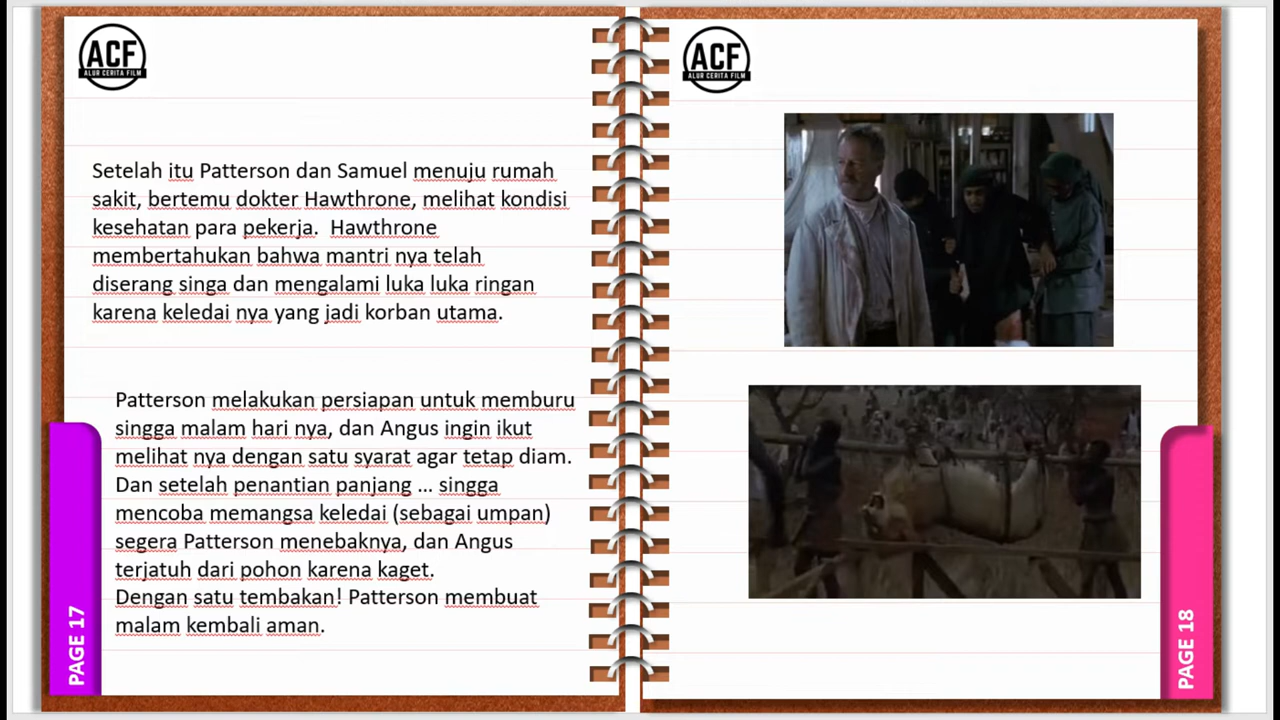 ACF
ALUR CERITA FILM
Setelah itu Patterson dan Samuel menuju rumah
sakit, bertemu dokter Hawthrone, melihat kondisi
kesehatan para pekerja.  Hawthrone
membertahukan bahwa mantri nya telah
diserang singa dan mengalami luka luka ringan
karena keledai nya yang jadi korban utama.
Patterson melakukan persiapan untuk memburu
singga malam hari nya, dan Angus ingin ikut
melihat nya dengan satu syarat agar tetap diam.
Dan setelah penantian panjang ... singga
mencoba memangsa keledai (sebagai umpan)
segera Patterson menebaknya, dan Angus
terjatuh dari pohon karena kaget.
Dengan satu tembakan! Patterson membuat
malam kembali aman.
PAGE 17
ACF
ALUR CERITA FILM
PAGE 18